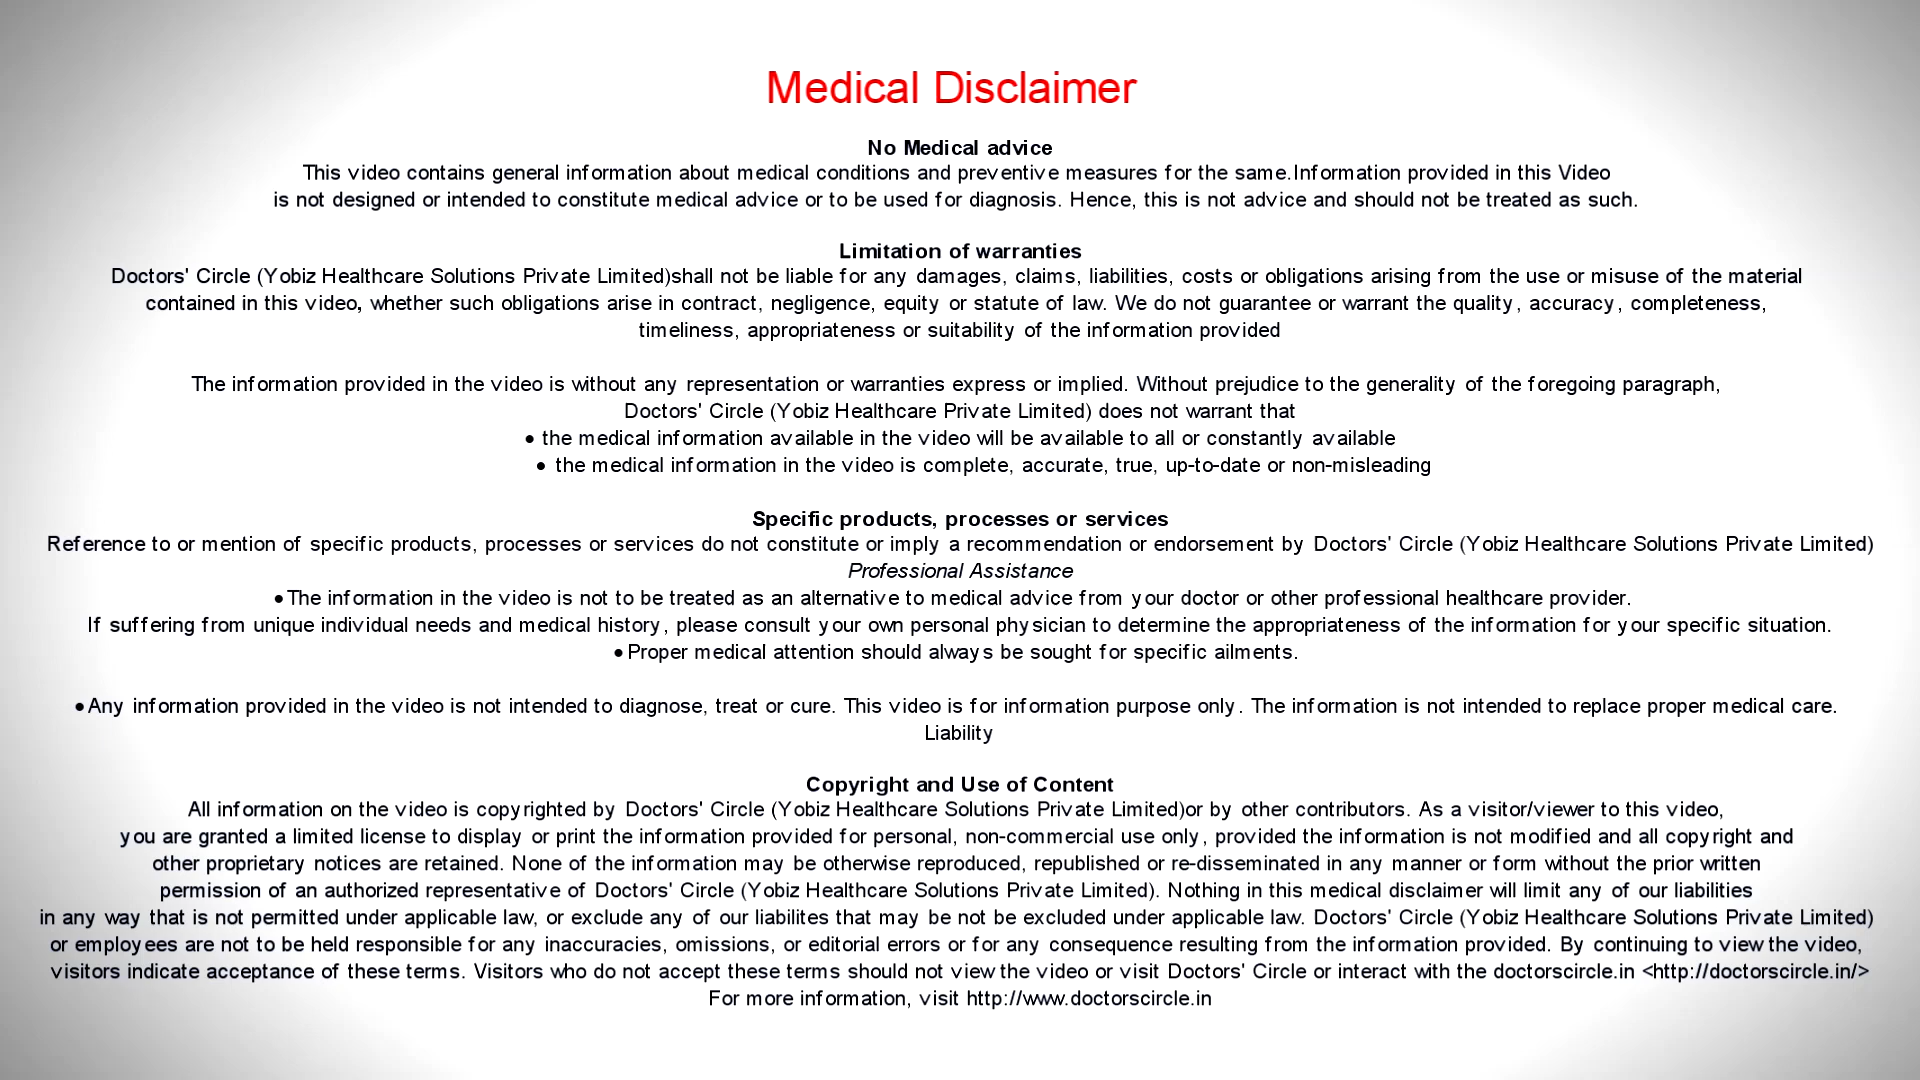 Medical Disclaimer
No Medical advice
This video contains general information about medical conditions and preventive measures for the same.Information provided in this Video
is not designed or intended to constitute medical advice or to be used for diagnosis. Hence, this is not advice and should not be treated as such.
Limitation of warranties
Doctors' Circle (Yobiz Healthcare Solutions Private Limited)shall not be liable for any damages, claims, liabilities, costs or obligations arising from the use or misuse of the material
contained in this video, whether such obligations arise in contract, negligence, equity or statute of law. We do not guarantee or warrant the quality, accuracy, completeness,
timeliness, appropriateness or suitability of the information provided
The information provided in the video is without any representation or warranties express or implied. Without prejudice to the generality of the foregoing paragraph,
Doctors' Circle (Yobiz Healthcare Private Limited) does not warrant that
• the medical information available in the video will be available to all or constantly available
• the medical information in the video is complete, accurate, true, up-to-date or non-misleading
Specific products, processes or services
Reference to or mention of specific products, processes or services do not constitute or imply a recommendation or endorsement by Doctors' Circle (Yobiz Healthcare Solutions Private Limited)
Professional Assistance
•The information in the video is not to be treated as an alternative to medical advice from your doctor or other professional healthcare provider.
If suffering from unique individual needs and medical history, please consult your own personal physician to determine the appropriateness of the information for your specific situation.
•Proper medical attention should always be sought for specific ailments.
•Any information provided in the video is not intended to diagnose, treat or cure. This video is for information purpose only. The information is not intended to replace proper medical care.
Liability
Copyright and Use of Content
All information on the video is copyrighted by Doctors' Circle (Yobiz Healthcare Solutions Private Limited)or by other contributors. As a visitor/viewer to this video,
you are granted a limited license to display or print the information provided for personal, non-commercial use only, provided the information is not modified and all copyright and
other proprietary notices are retained. None of the information may be otherwise reproduced, republished or re-disseminated in any manner or form without the prior written
permission of an authorized representative of Doctors' Circle (Yobiz Healthcare Solutions Private Limited). Nothing in this medical disclaimer will limit any of our liabilities
in any way that is not permitted under applicable law, or exclude any of our liabilites that may be not be excluded under applicable law. Doctors' Circle (Yobiz Healthcare Solutions Private Limited)
or employees are not to be held responsible for any inaccuracies, omissions, or editorial errors or for any consequence resulting from the information provided. By continuing to view the video,
visitors indicate acceptance of these terms. Visitors who do not accept these terms should not view the video or visit Doctors' Circle or interact with the doctorscircle.in <http://doctorscircle.in/>
For more information, visit http://www.doctorscircle.in